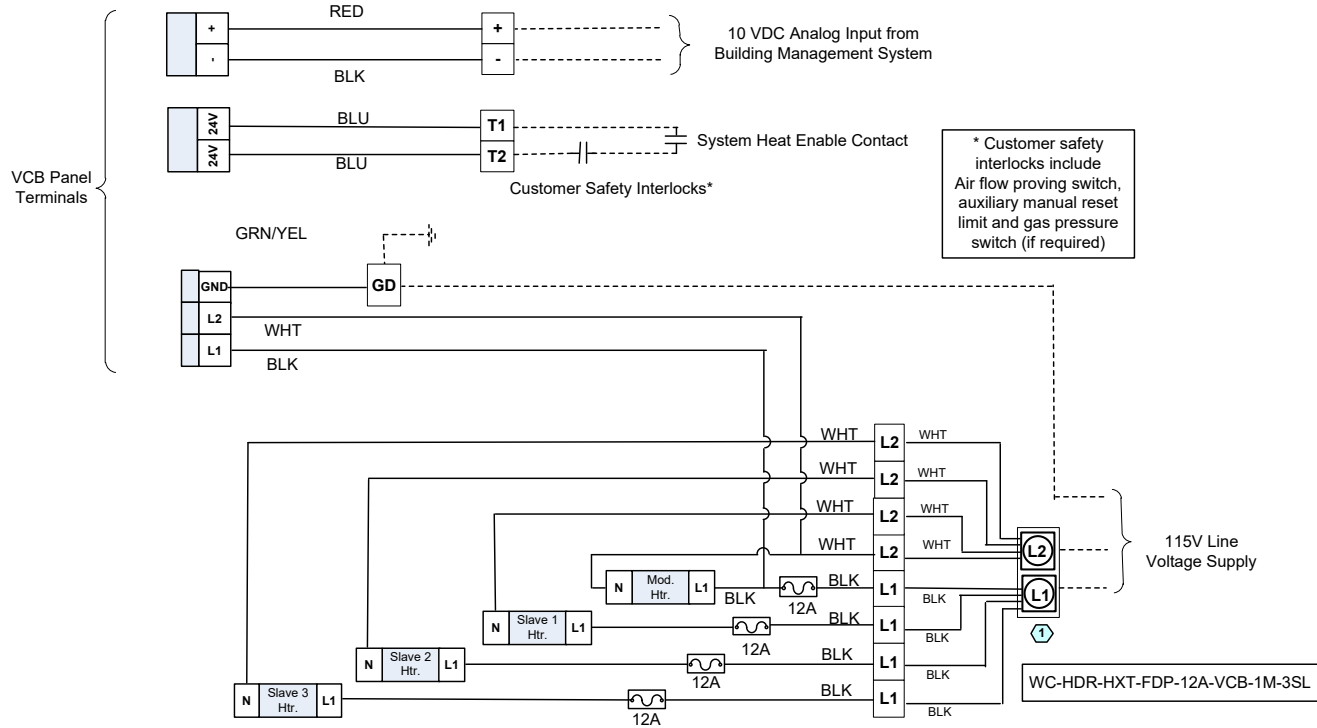 RED
+
+
-
-
BLK
10 VDC Analog Input from
Building Management System
24V
BLU
T1
24V
BLU
T2
System Heat Enable Contact
Customer Safety Interlocks*
* Customer safety
interlocks include
Air flow proving switch,
auxiliary manual reset
limit and gas pressure
switch (if required)
VCB Panel
Terminals
GRN/YEL
GND
GD
L2
WHT
L1
BLK
WHT
L2
WHT
WHT
L2
WHT
WHT
L2
WHT
WHT
L2
WHT
L2
115V Line
Voltage Supply
N
Mod.
Htr.
L1
BLK
12A
BLK
L1
BLK
L1
N
Slave 1
Htr.
L1
12A
BLK
L1
BLK
1
N
Slave 2
Htr.
L1
12A
BLK
L1
BLK
WC-HDR-HXT-FDP-12A-VCB-1M-3SL
N
Slave 3
Htr.
L1
12A
BLK
L1
BLK